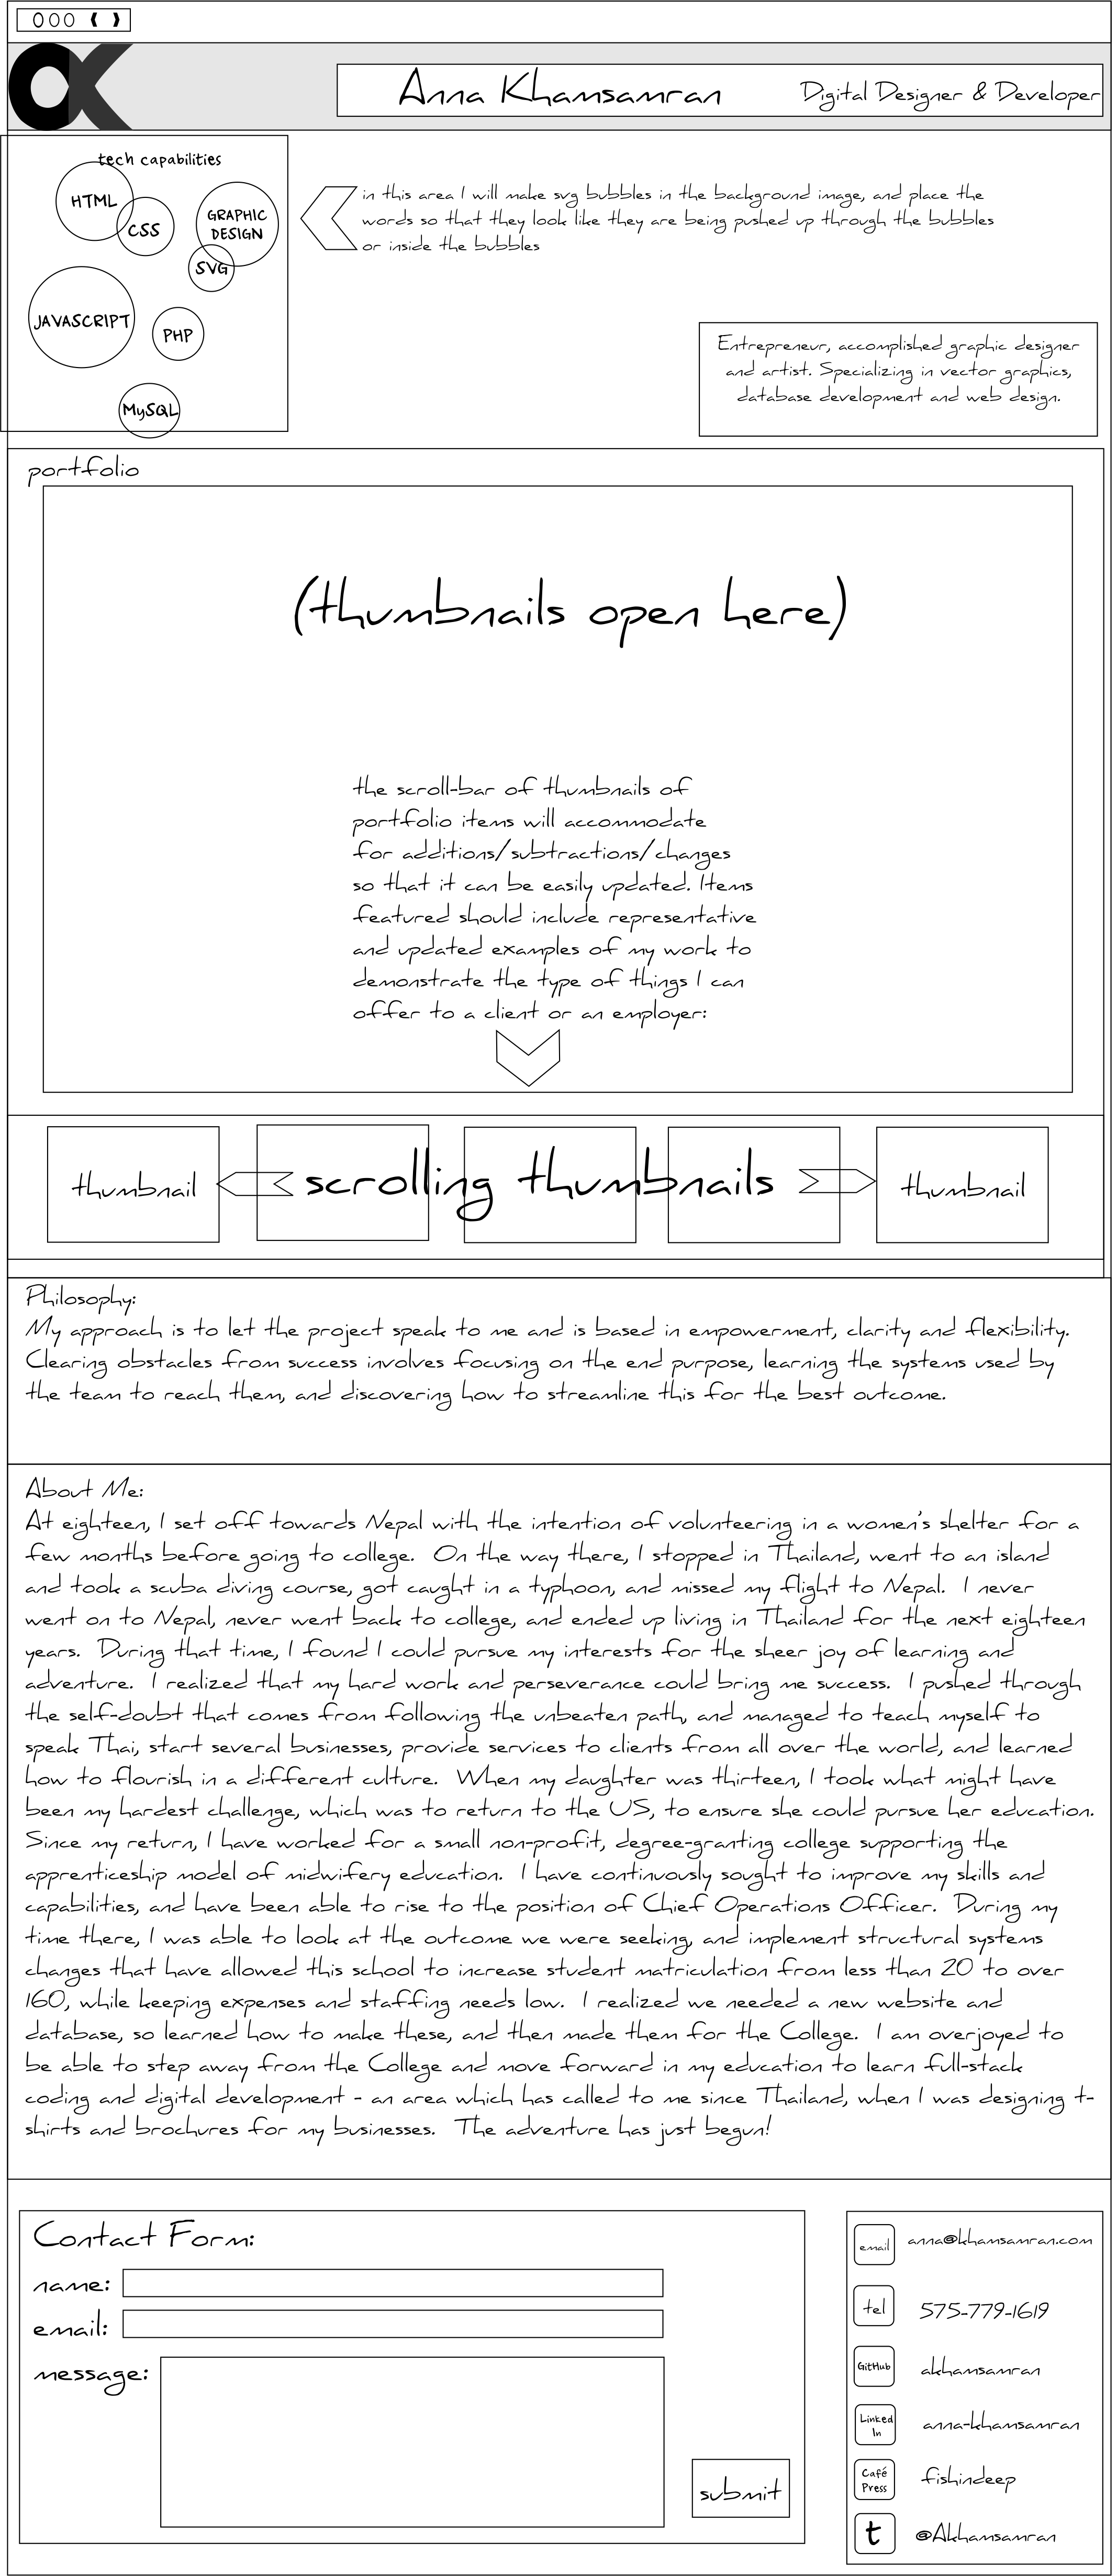 Anna Khamsamran
Digital Designer & Developer
tech capabilities
HTML
CSS
GRAPHIC
DESIGN
SVG
JAVASCRIPT
PHP
MySQL
in this area I will make svg bubbles in the background image, and place the
words so that they look like they are being pushed up through the bubbles
or inside the bubbles
Entrepreneur, accomplished graphic designer
and artist. Specializing in vector graphics,
database development and web design.
portfolio
(thumbnails open here)
the scroll-bar of thumbnails of
portfolio items will accommodate
for additions/subtractions/changes
so that it can be easily updated. Items
featured should include representative
and updated examples of my work to
demonstrate the type of things I can
offer to a client or an employer:
thumbnail
scrolling thumbnails
thumbnail
Philosophy:
My approach is to let the project speak to me and is based in empowerment, clarity and flexibility.
Clearing obstacles from success involves focusing on the end purpose, learning the systems used by
the team to reach them, and discovering how to streamline this for the best outcome.
About Me:
At eighteen, I set off towards Nepal with the intention of volunteering in a women's shelter for a
few months before going to college.  On the way there, I stopped in Thailand, went to an island
and took a scuba diving course, got caught in a typhoon, and missed my flight to Nepal.  I never
went on to Nepal, never went back to college, and ended up living in Thailand for the next eighteen
years.  During that time, I found I could pursue my interests for the sheer joy of learning and
adventure.  I realized that my hard work and perseverance could bring me success.  I pushed through
the self-doubt that comes from following the unbeaten path, and managed to teach myself to
speak Thai, start several businesses, provide services to clients from all over the world, and learned
how to flourish in a different culture.  When my daughter was thirteen, I took what might have
been my hardest challenge, which was to return to the US, to ensure she could pursue her education.
Since my return, I have worked for a small non-profit, degree-granting college supporting the
apprenticeship model of midwifery education.  I have continuously sought to improve my skills and
capabilities, and have been able to rise to the position of Chief Operations Officer.  During my
time there, I was able to look at the outcome we were seeking, and implement structural systems
changes that have allowed this school to increase student matriculation from less than 20 to over
160, while keeping expenses and staffing needs low.  I realized we needed a new website and
database, so learned how to make these, and then made them for the College.  I am overjoyed to
be able to step away from the College and move forward in my education to learn full-stack
coding and digital development - an area which has called to me since Thailand, when I was designing t-
shirts and brochures for my businesses.  The adventure has just begun!
Contact Form:
name:
email:
message:
submit
email
anna@khamsamran.com
tel
575-779-1619
GitHub
akhamsamran
Linked
In
anna-khamsamran
Café
Press
fishindeep
t
@Akhamsamran